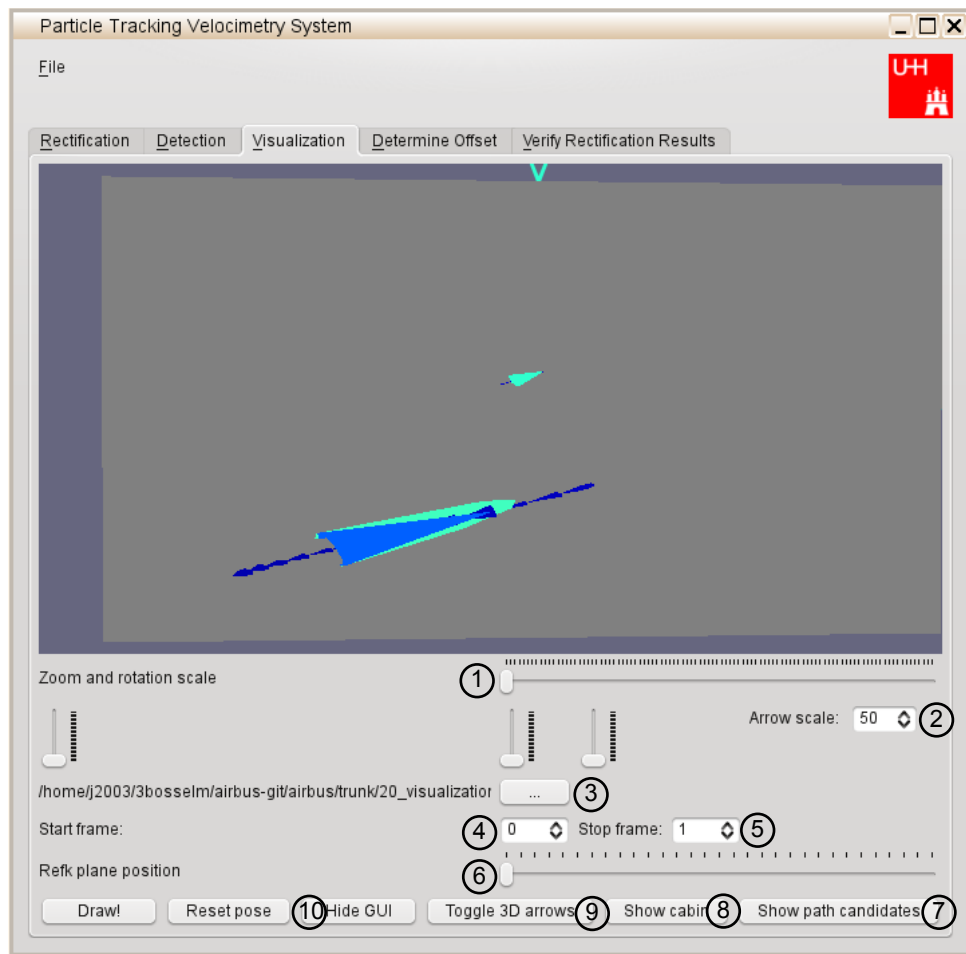 Particle Tracking Velocimetry System
File
UHH
Rectification Detection Visualization Determine Offset Verify Rectification Results
Zoom and rotation scale 1
Arrow scale: 50 2
/home/j2003/3bosselm/airbus-git/airbus/trunk/20_visualization ... 3
Start frame: 4 0 Stop frame: 1 5
Refk plane position 6
Draw! Reset pose 10 Hide GUI Toggle 3D arrows 9 Show cabin 8 Show path candidates 7